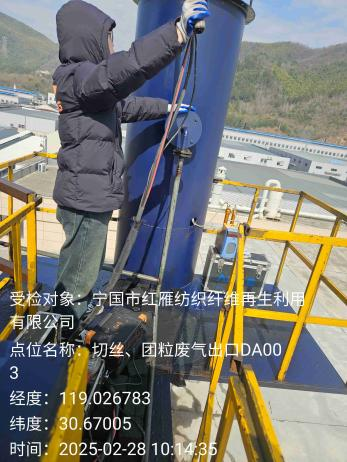 受检对象：宁国市红雁纺织纤维再生利用
有限公司
点位名称：切丝、团粒废气出口DA00
3
经度：119.026783
纬度：30.67005
时间：2025-02-28 10:14:35